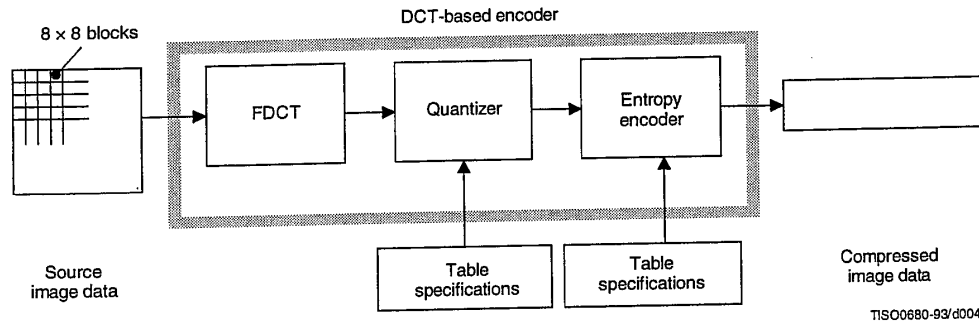 DCT-based encoder
8 × 8 blocks
FDCT
Quantizer
Entropy
encoder
Source
image data
Table
specifications
Table
specifications
Compressed
image data
TISO0680-93/d004